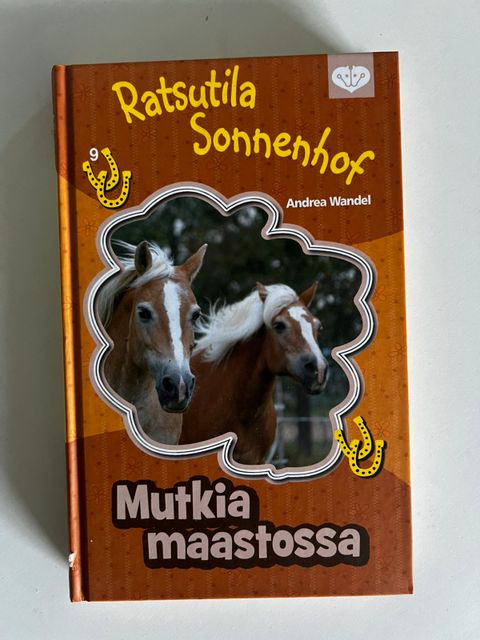 Ratsutila
Sonnenhof
9
Andrea Wandel
Mutkia
maastossa